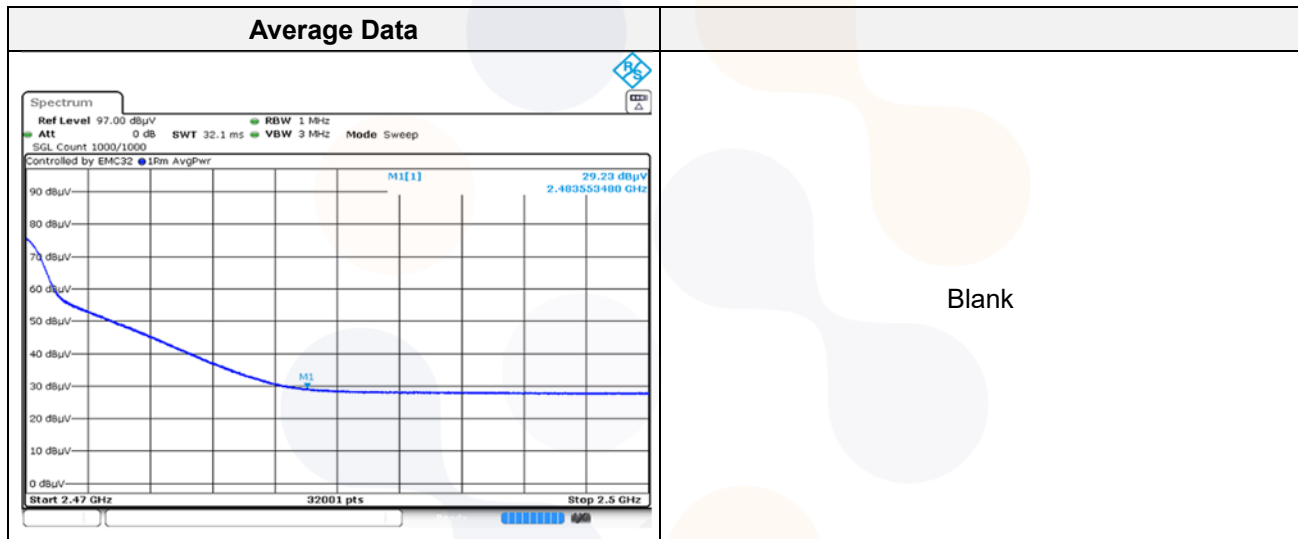 Average Data
R&S
Spectrum
Ref Level 97.00 dBµV RBW 1 MHz
Att 0 dB SWT 32.1 ms VBW 3 MHz Mode Sweep
SGL Count 1000/1000
Controlled by EMC32 1Rm AvgPwr
M1[1] 29.23 dBµV
2.483553480 GHz
90 dBµV
80 dBµV
70 dBµV
60 dBµV
50 dBµV
40 dBµV
M1
30 dBµV
20 dBµV
10 dBµV
0 dBµV
Start 2.47 GHz 32001 pts Stop 2.5 GHz
Blank